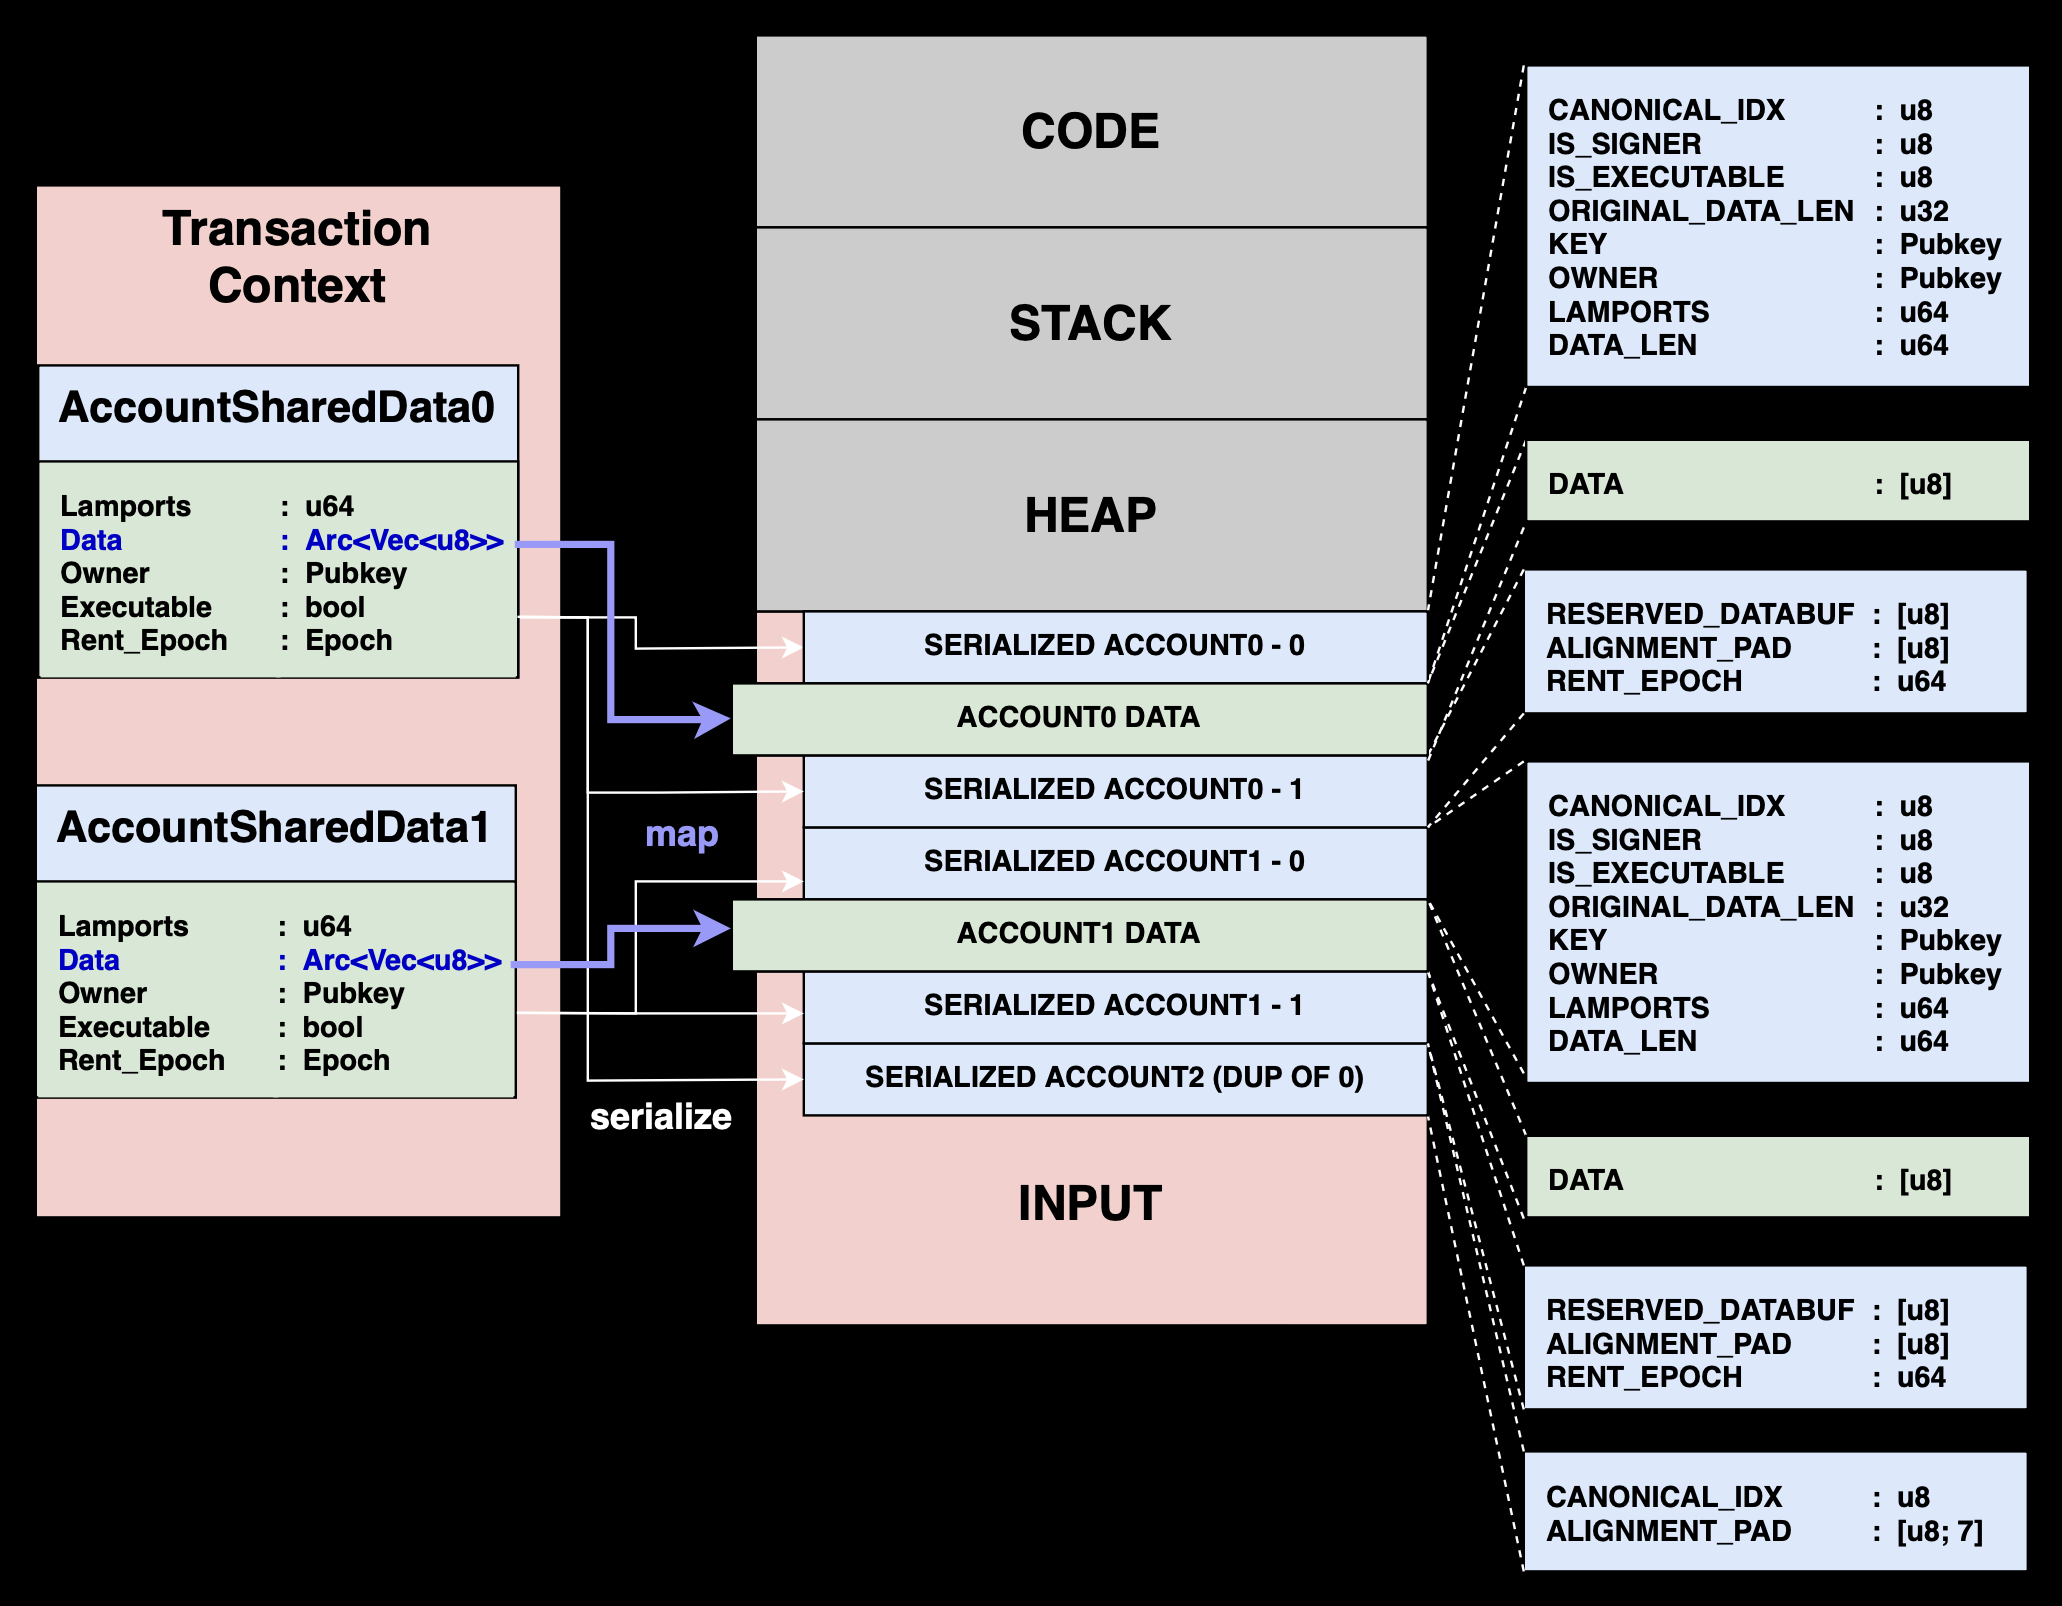 Transaction
Context
AccountSharedData0
Lamports : u64
Data : Arc<Vec<u8>>
Owner : Pubkey
Executable : bool
Rent_Epoch : Epoch
AccountSharedData1
Lamports : u64
Data : Arc<Vec<u8>>
Owner : Pubkey
Executable : bool
Rent_Epoch : Epoch
map
serialize
CODE
STACK
HEAP
SERIALIZED ACCOUNT0 - 0
ACCOUNT0 DATA
SERIALIZED ACCOUNT0 - 1
SERIALIZED ACCOUNT1 - 0
ACCOUNT1 DATA
SERIALIZED ACCOUNT1 - 1
SERIALIZED ACCOUNT2 (DUP OF 0)
INPUT
CANONICAL_IDX : u8
IS_SIGNER : u8
IS_EXECUTABLE : u8
ORIGINAL_DATA_LEN : u32
KEY : Pubkey
OWNER : Pubkey
LAMPORTS : u64
DATA_LEN : u64
DATA : [u8]
RESERVED_DATABUF : [u8]
ALIGNMENT_PAD : [u8]
RENT_EPOCH : u64
CANONICAL_IDX : u8
IS_SIGNER : u8
IS_EXECUTABLE : u8
ORIGINAL_DATA_LEN : u32
KEY : Pubkey
OWNER : Pubkey
LAMPORTS : u64
DATA_LEN : u64
DATA : [u8]
RESERVED_DATABUF : [u8]
ALIGNMENT_PAD : [u8]
RENT_EPOCH : u64
CANONICAL_IDX : u8
ALIGNMENT_PAD : [u8; 7]